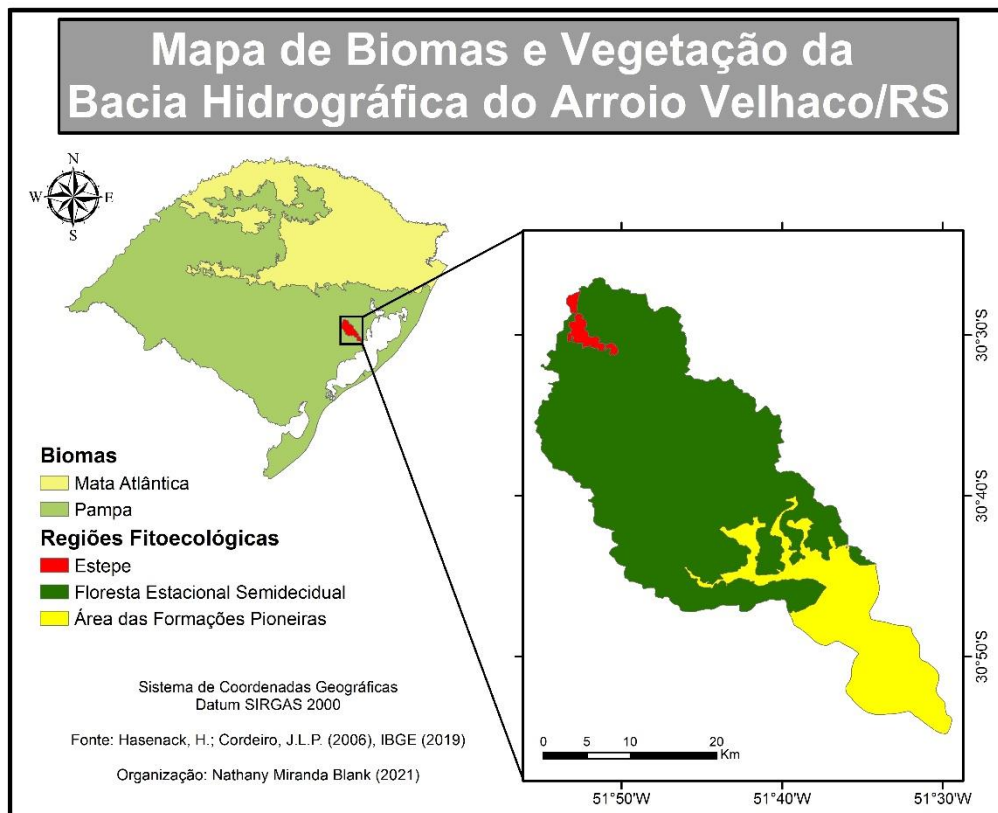 Mapa de Biomas e Vegetação da
Bacia Hidrográfica do Arroio Velhaco/RS
N
W
E
S
Biomas
Mata Atlântica
Pampa
Regiões Fitoecológicas
Estepe
Floresta Estacional Semidecidual
Área das Formações Pioneiras
Sistema de Coordenadas Geográficas
Datum SIRGAS 2000
Fonte: Hasenack, H.; Cordeiro, J.L.P. (2006), IBGE (2019)
Organização: Nathany Miranda Blank (2021)
30°30'S
30°40'S
30°50'S
0 5 10 20
Km
51°50'W 51°40'W 51°30'W